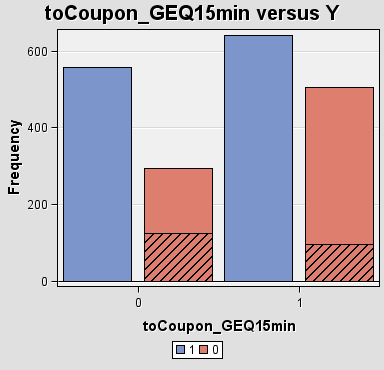 toCoupon_GEQ15min versus Y
600
400
200
0
Frequency
0 1
toCoupon_GEQ15min
1 0